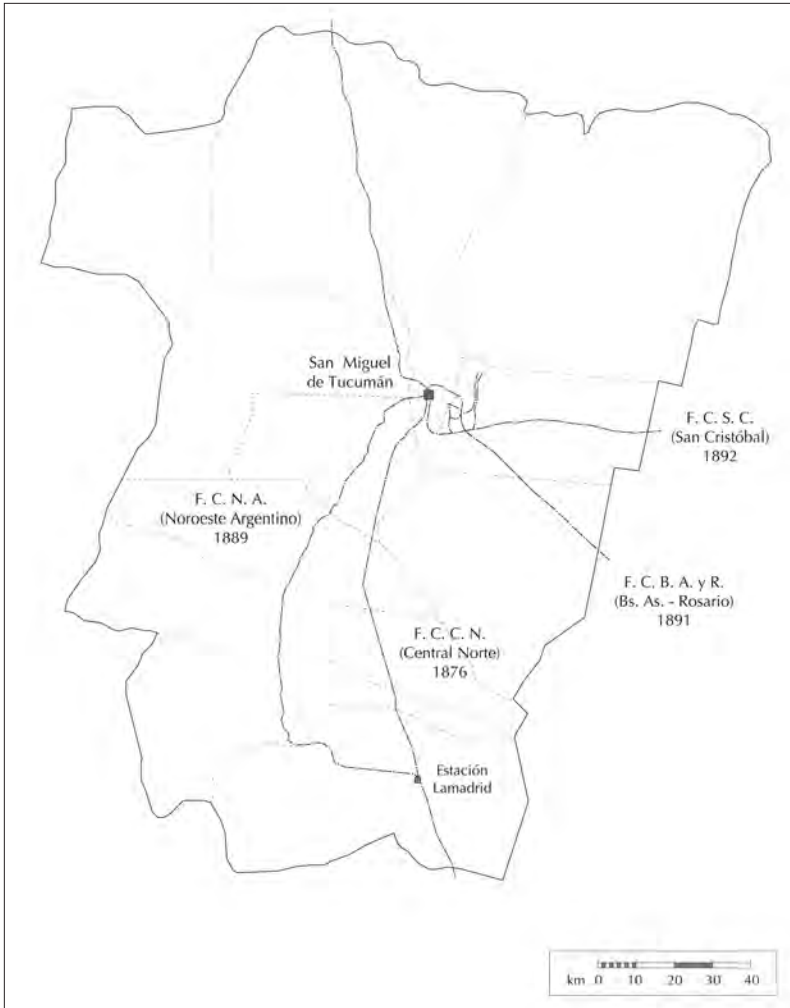 San Miguel
de Tucumán
F. C. S. C.
(San Cristóbal)
1892
F. C. N. A.
(Noroeste Argentino)
1889
F. C. B. A. y R.
(Bs. As. - Rosario)
1891
F. C. C. N.
(Central Norte)
1876
Estación
Lamadrid
km 0 10 20 30 40